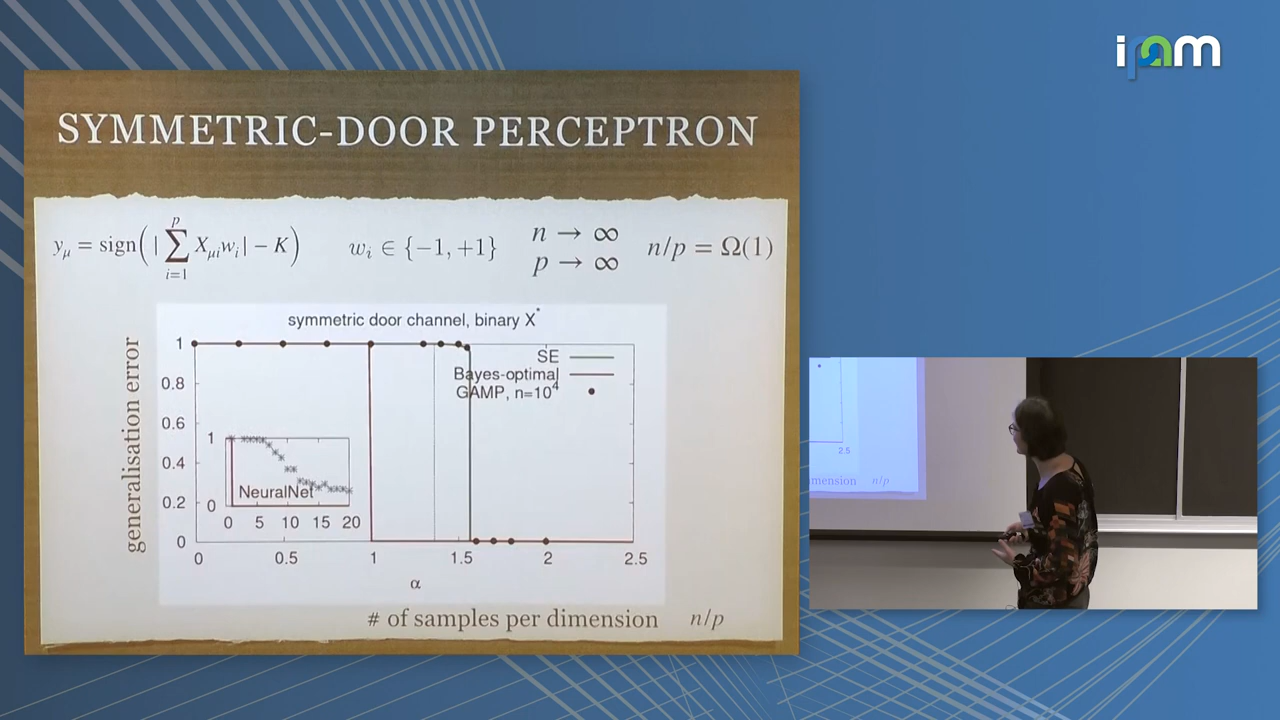 ipam
SYMMETRIC-DOOR PERCEPTRON
y_μ = sign( | ∑_{i=1}^{p} X_{μi} w_i | − K )
w_i ∈ {−1, +1}
n → ∞
p → ∞
n/p = Ω(1)
symmetric door channel, binary X*
generalisation error
1
0.8
0.6
0.4
0.2
0
SE
Bayes-optimal
GAMP, n=10^4
1
0
NeuralNet
0 5 10 15 20
0 0.5 1 1.5 2 2.5
α
# of samples per dimension n/p
2.5
mension n/p